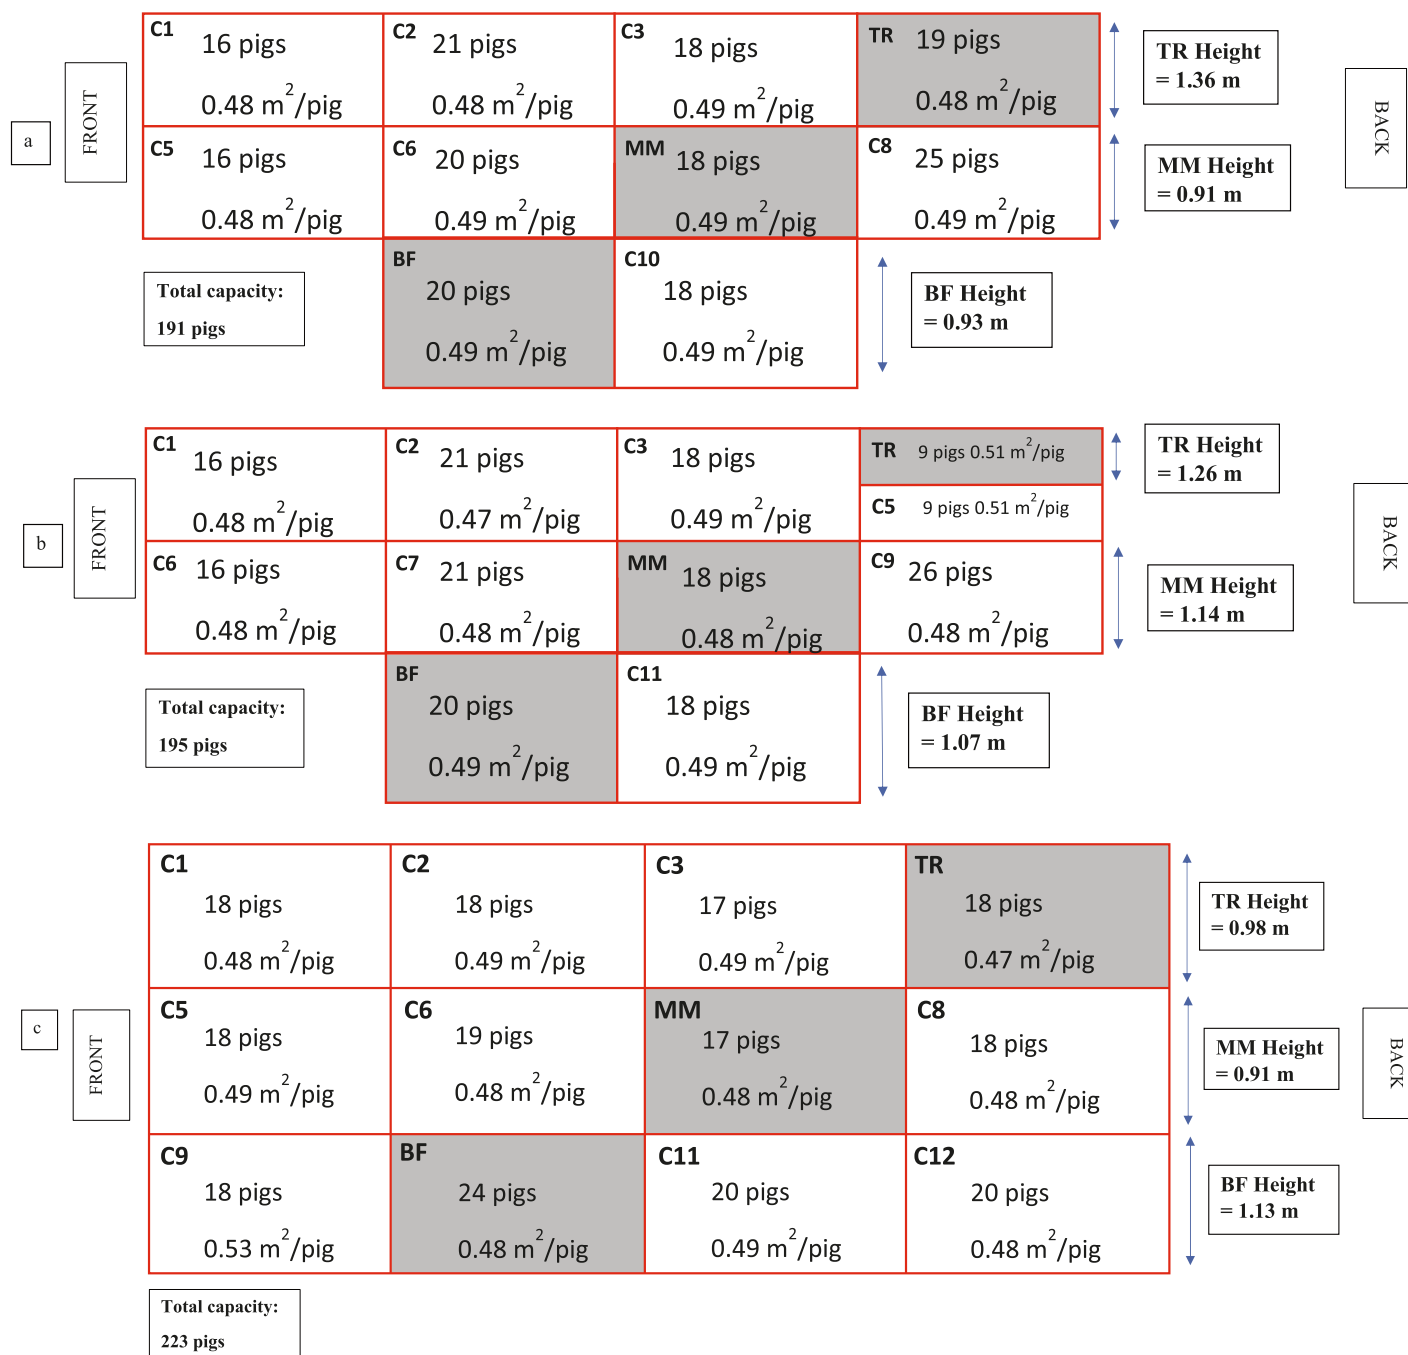 a
FRONT
C1
16 pigs
0.48 m2/pig
C2
21 pigs
0.48 m2/pig
C3
18 pigs
0.49 m2/pig
TR
19 pigs
0.48 m2/pig
TR Height
= 1.36 m
BACK
C5
16 pigs
0.48 m2/pig
C6
20 pigs
0.49 m2/pig
MM
18 pigs
0.49 m2/pig
C8
25 pigs
0.49 m2/pig
MM Height
= 0.91 m
Total capacity:
191 pigs
BF
20 pigs
0.49 m2/pig
C10
18 pigs
0.49 m2/pig
BF Height
= 0.93 m
b
FRONT
C1
16 pigs
0.48 m2/pig
C2
21 pigs
0.47 m2/pig
C3
18 pigs
0.49 m2/pig
TR 9 pigs 0.51 m2/pig
C5 9 pigs 0.51 m2/pig
TR Height
= 1.26 m
BACK
C6
16 pigs
0.48 m2/pig
C7
21 pigs
0.48 m2/pig
MM
18 pigs
0.48 m2/pig
C9
26 pigs
0.48 m2/pig
MM Height
= 1.14 m
Total capacity:
195 pigs
BF
20 pigs
0.49 m2/pig
C11
18 pigs
0.49 m2/pig
BF Height
= 1.07 m
c
FRONT
C1
18 pigs
0.48 m2/pig
C2
18 pigs
0.49 m2/pig
C3
17 pigs
0.49 m2/pig
TR
18 pigs
0.47 m2/pig
TR Height
= 0.98 m
C5
18 pigs
0.49 m2/pig
C6
19 pigs
0.48 m2/pig
MM
17 pigs
0.48 m2/pig
C8
18 pigs
0.48 m2/pig
MM Height
= 0.91 m
BACK
C9
18 pigs
0.53 m2/pig
BF
24 pigs
0.48 m2/pig
C11
20 pigs
0.49 m2/pig
C12
20 pigs
0.48 m2/pig
BF Height
= 1.13 m
Total capacity:
223 pigs